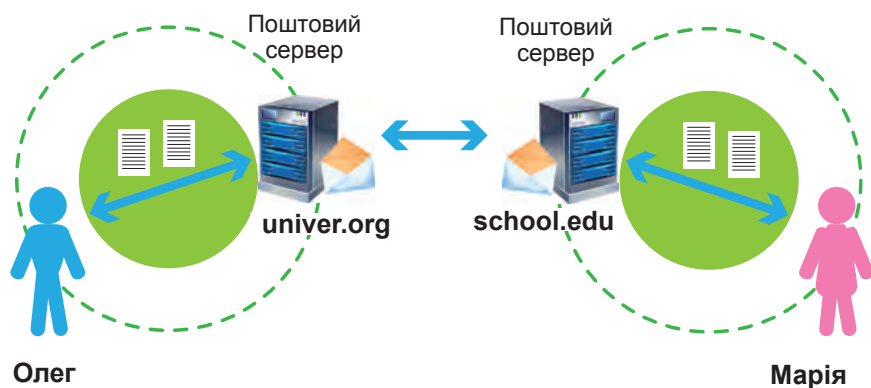 Поштовий
сервер
Поштовий
сервер
univer.org
school.edu
Олег
Марія